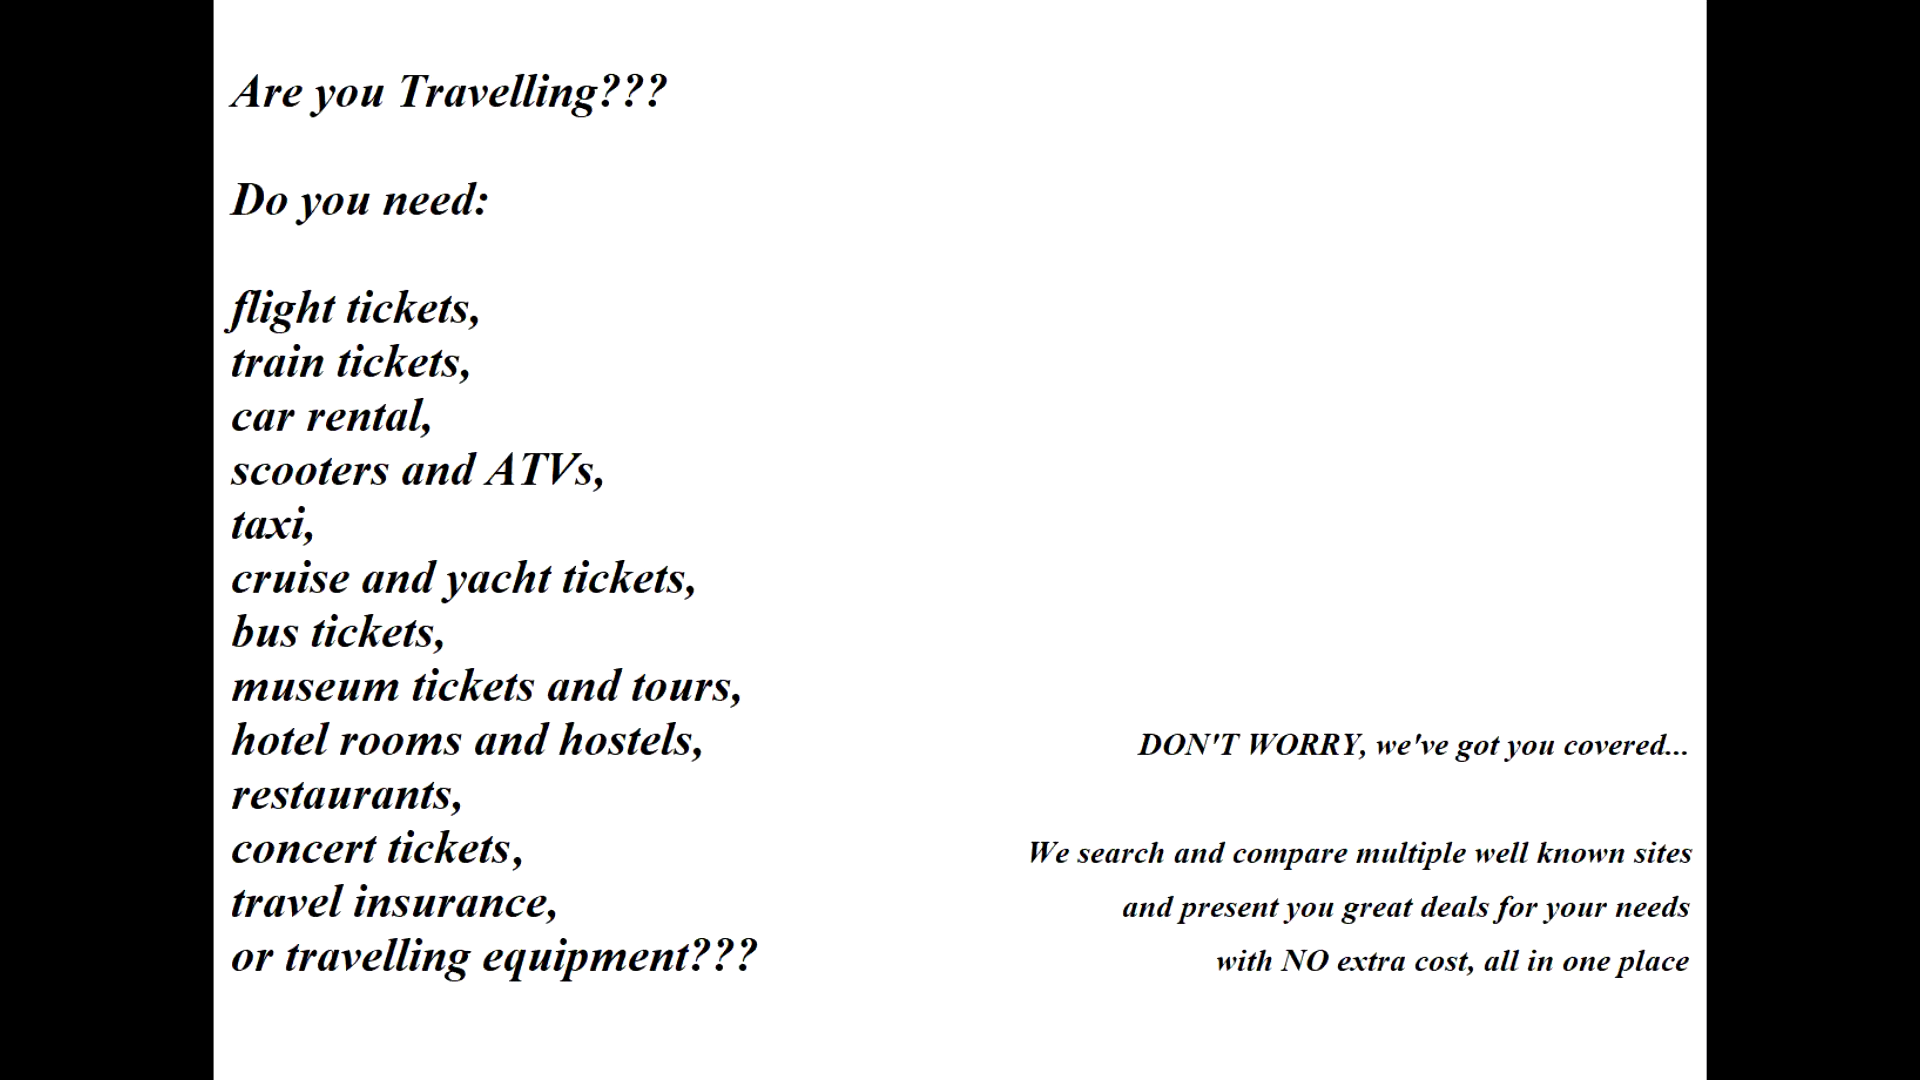 Are you Travelling???
Do you need:
flight tickets,
train tickets,
car rental,
scooters and ATVs,
taxi,
cruise and yacht tickets,
bus tickets,
museum tickets and tours,
hotel rooms and hostels,
restaurants,
concert tickets,
travel insurance,
or travelling equipment???
DON'T WORRY, we've got you covered...
We search and compare multiple well known sites
and present you great deals for your needs
with NO extra cost, all in one place